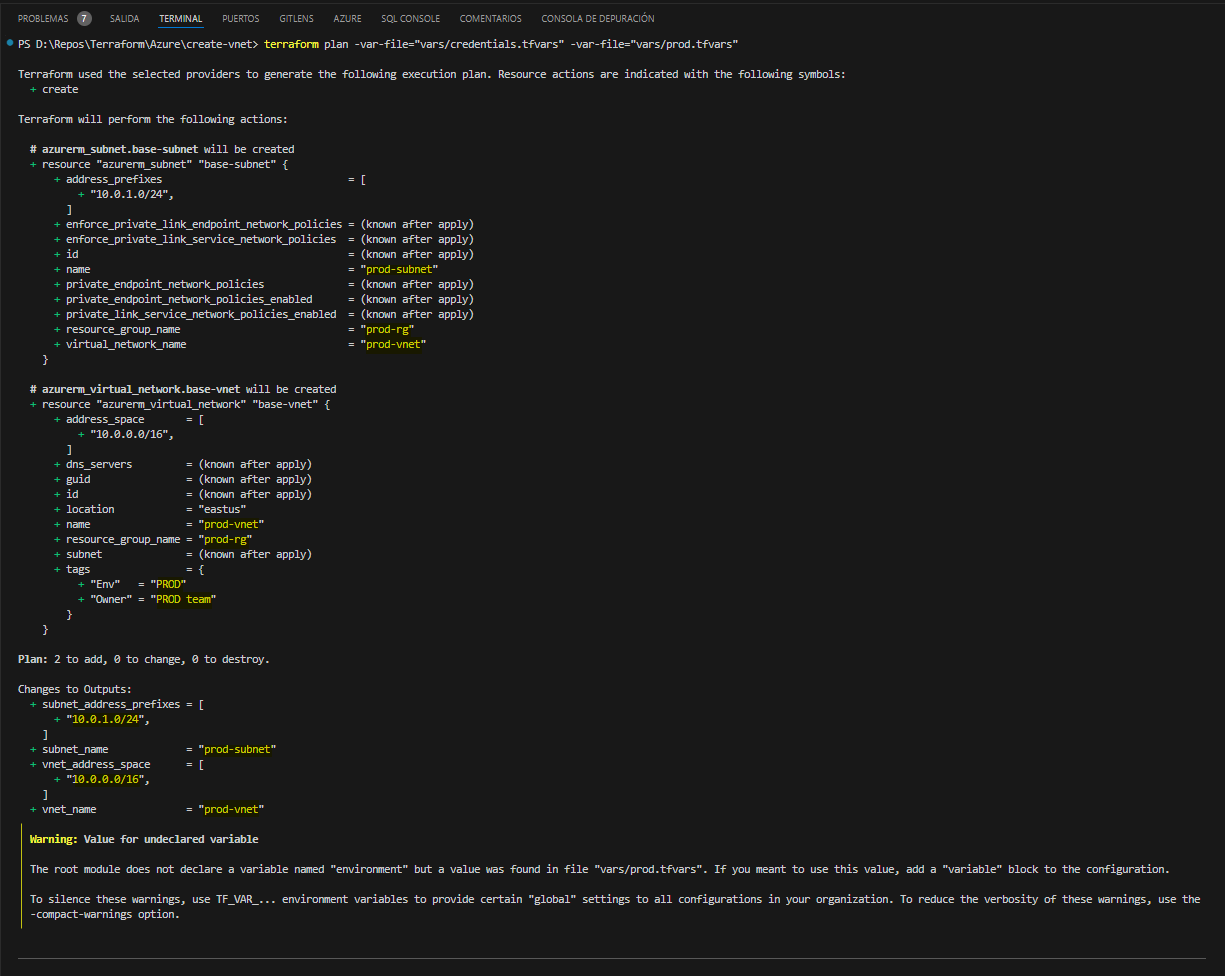 PROBLEMAS 7 SALIDA TERMINAL PUERTOS GITLENS AZURE SQL CONSOLE COMENTARIOS CONSOLA DE DEPURACIÓN
PS D:\Repos\Terraform\Azure\create-vnet> terraform plan -var-file="vars/credentials.tfvars" -var-file="vars/prod.tfvars"
Terraform used the selected providers to generate the following execution plan. Resource actions are indicated with the following symbols:
+ create
Terraform will perform the following actions:
# azurerm_subnet.base-subnet will be created
+ resource "azurerm_subnet" "base-subnet" {
+ address_prefixes = [
+ "10.0.1.0/24",
]
+ enforce_private_link_endpoint_network_policies = (known after apply)
+ enforce_private_link_service_network_policies = (known after apply)
+ id = (known after apply)
+ name = "prod-subnet"
+ private_endpoint_network_policies = (known after apply)
+ private_endpoint_network_policies_enabled = (known after apply)
+ private_link_service_network_policies_enabled = (known after apply)
+ resource_group_name = "prod-rg"
+ virtual_network_name = "prod-vnet"
}
# azurerm_virtual_network.base-vnet will be created
+ resource "azurerm_virtual_network" "base-vnet" {
+ address_space = [
+ "10.0.0.0/16",
]
+ dns_servers = (known after apply)
+ guid = (known after apply)
+ id = (known after apply)
+ location = "eastus"
+ name = "prod-vnet"
+ resource_group_name = "prod-rg"
+ subnet = (known after apply)
+ tags = {
+ "Env" = "PROD"
+ "Owner" = "PROD team"
}
}
Plan: 2 to add, 0 to change, 0 to destroy.
Changes to Outputs:
+ subnet_address_prefixes = [
+ "10.0.1.0/24",
]
+ subnet_name = "prod-subnet"
+ vnet_address_space = [
+ "10.0.0.0/16",
]
+ vnet_name = "prod-vnet"
Warning: Value for undeclared variable
The root module does not declare a variable named "environment" but a value was found in file "vars/prod.tfvars". If you meant to use this value, add a "variable" block to the configuration.
To silence these warnings, use TF_VAR_... environment variables to provide certain "global" settings to all configurations in your organization. To reduce the verbosity of these warnings, use the
-compact-warnings option.